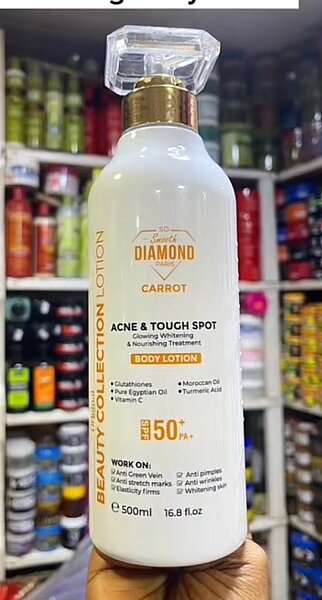 SD
Smooth
DIAMOND
PARIS
CARROT
ACNE & TOUGH SPOT
Glowing Whitening
& Nourishing Treatment
BODY LOTION
Glutathiones
Pure Egyptian Oil
Vitamin C
Moroccan Oil
Turmeric Acid
SPF 50+
PA+
WORK ON:
Anti Green Vein
Anti stretch marks
Elasticity firms
Anti pimples
Anti wrinkles
Whitening skin
e 500ml 16.8 fl.oz
BEAUTY COLLECTION LOTION